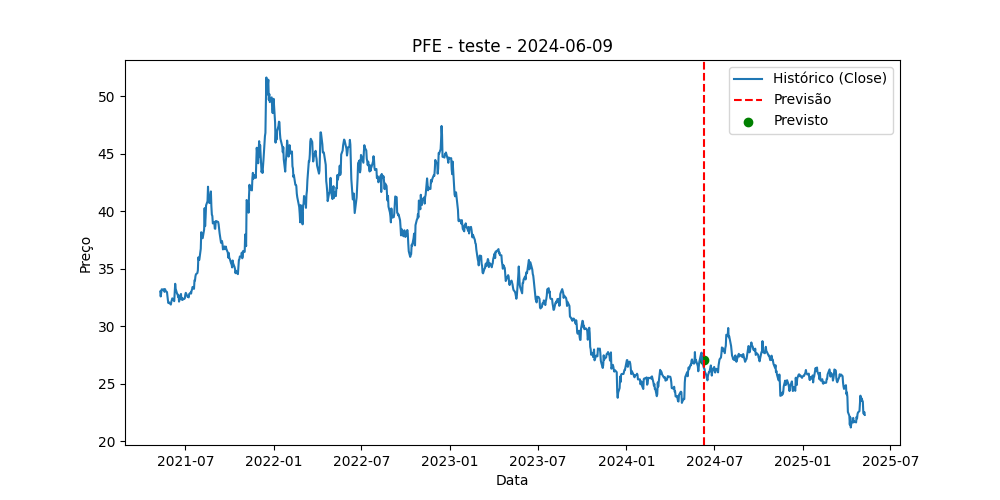 PFE - teste - 2024-06-09
Histórico (Close)
Previsão
Previsto
Preço
50
45
40
35
30
25
20
2021-07
2022-01
2022-07
2023-01
2023-07
2024-01
2024-07
2025-01
2025-07
Data